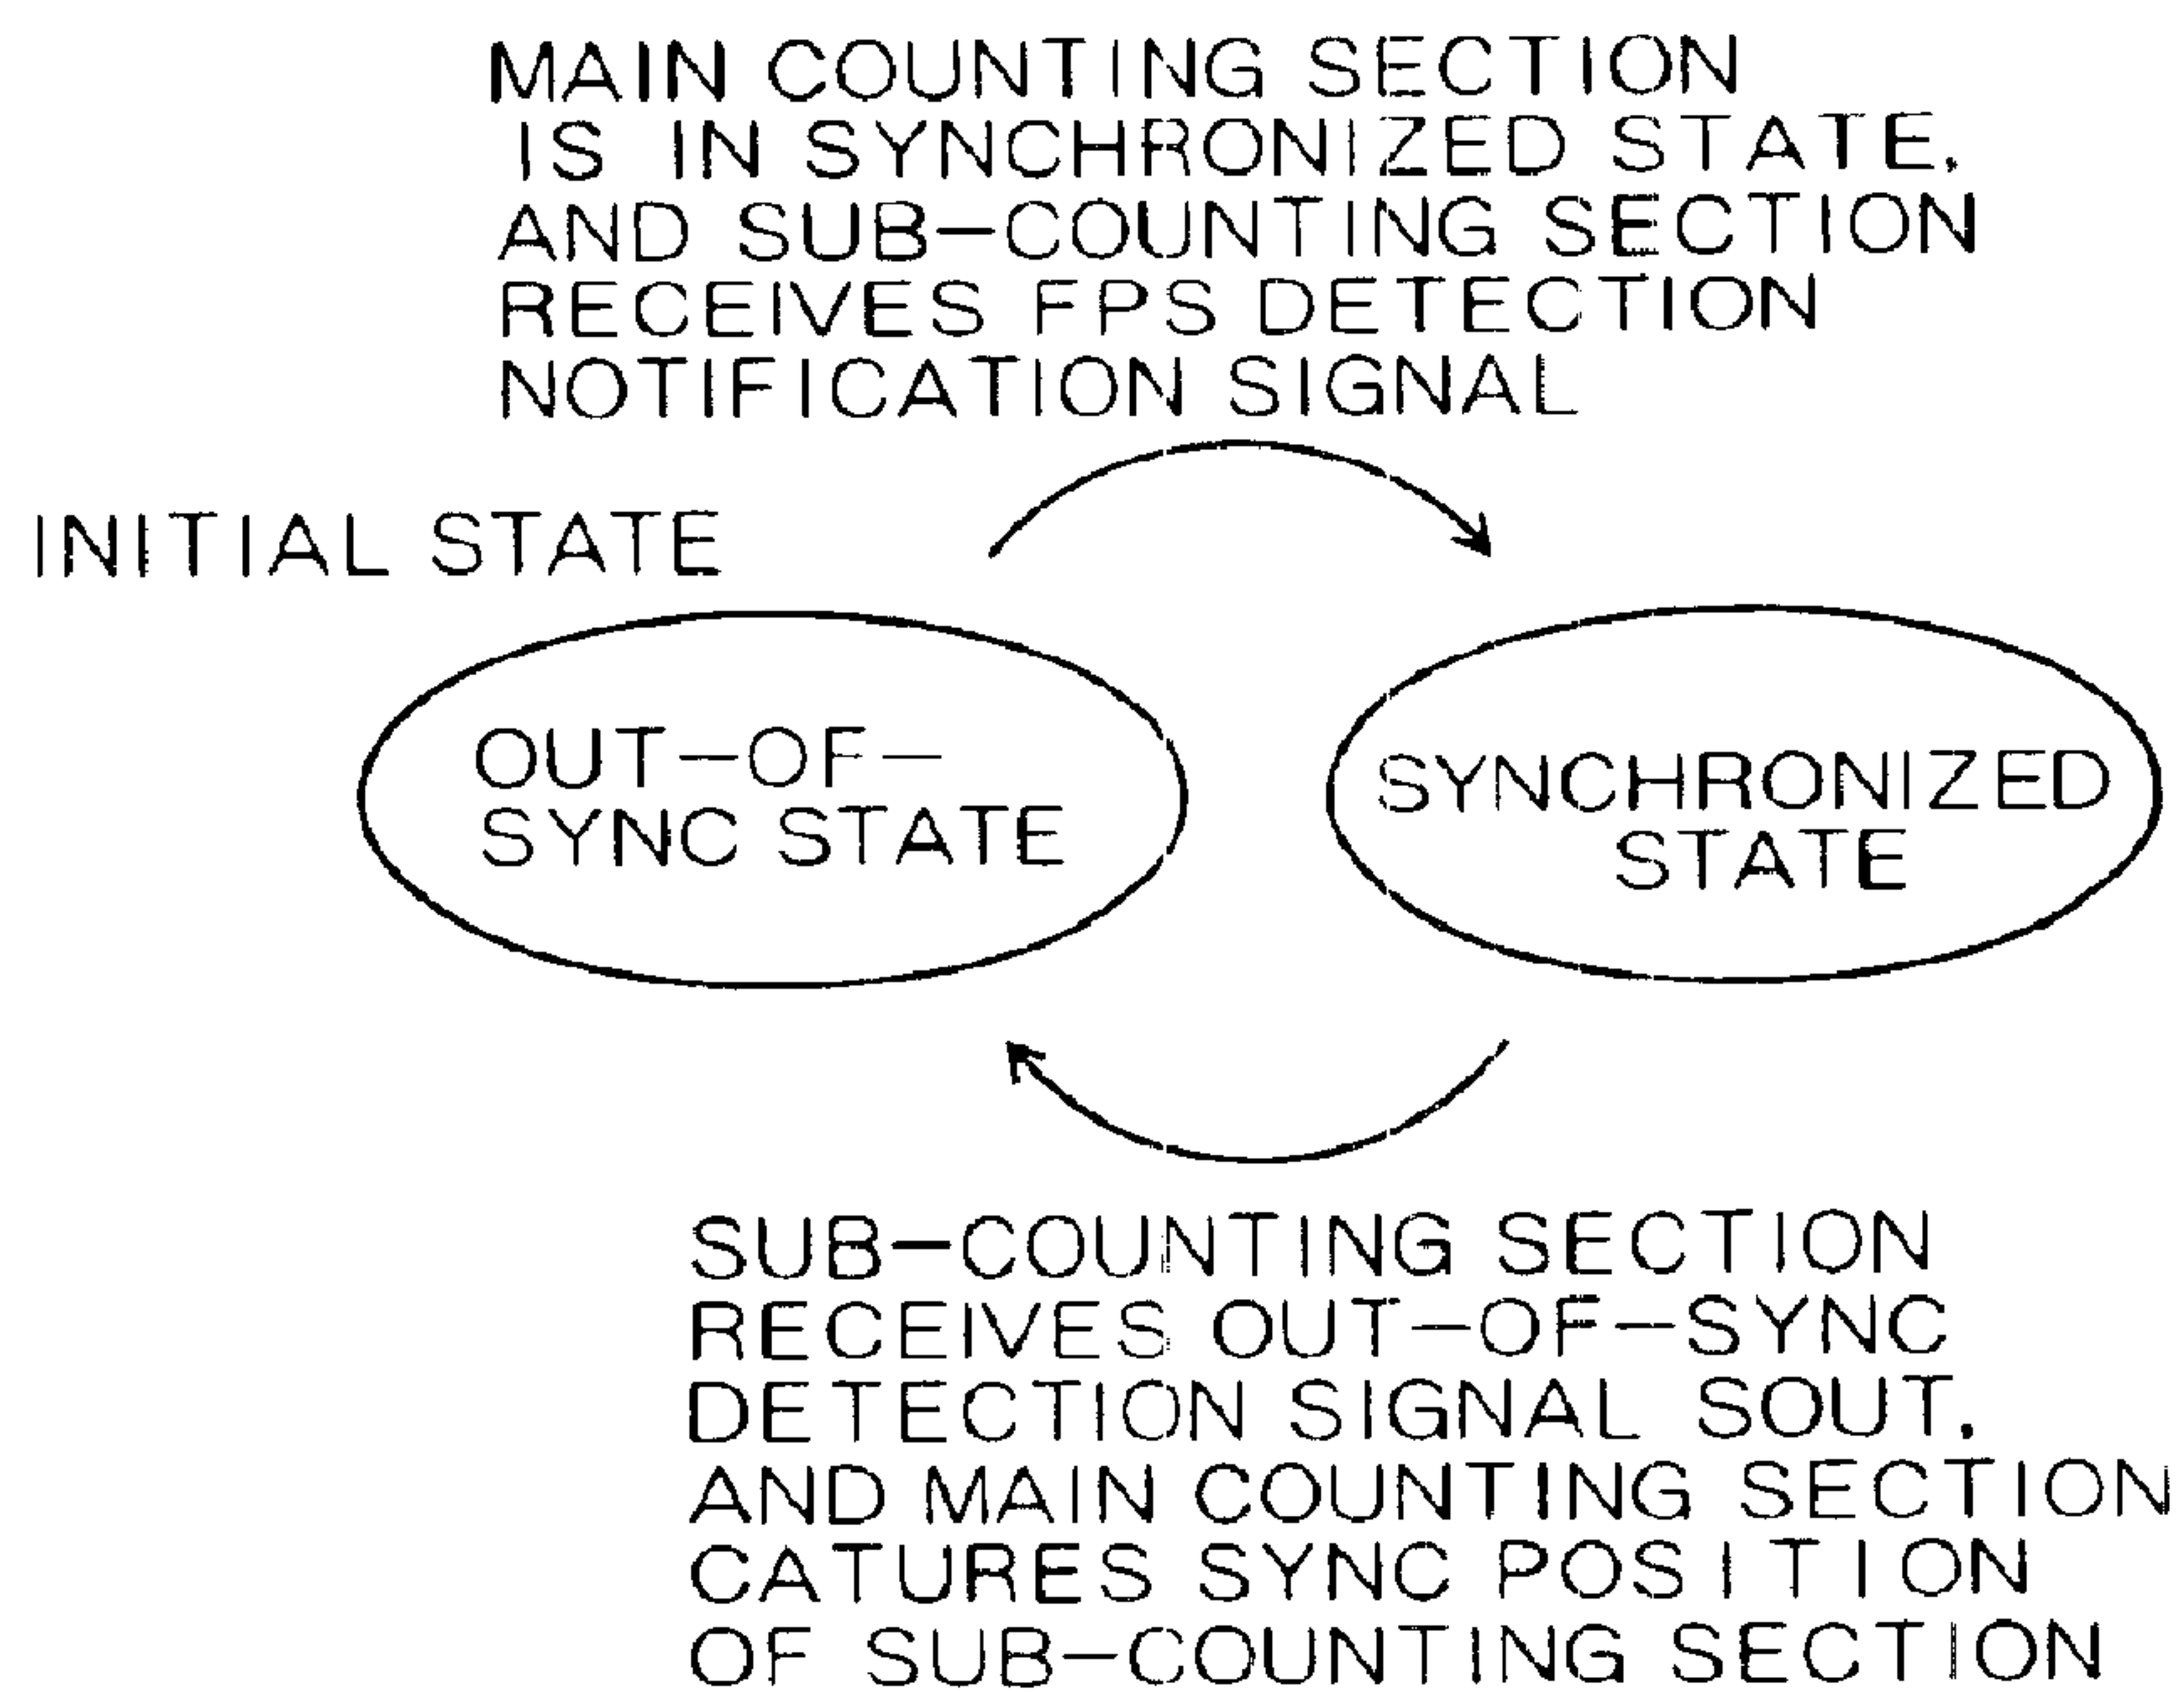 MAIN COUNTING SECTION
IS IN SYNCHRONIZED STATE,
AND SUB-COUNTING SECTION
RECEIVES FPS DETECTION
NOTIFICATION SIGNAL
INITIAL STATE
OUT-OF-
SYNC STATE
SYNCHRONIZED
STATE
SUB-COUNTING SECTION
RECEIVES OUT-OF-SYNC
DETECTION SIGNAL SOUT,
AND MAIN COUNTING SECTION
CATURES SYNC POSITION
OF SUB-COUNTING SECTION